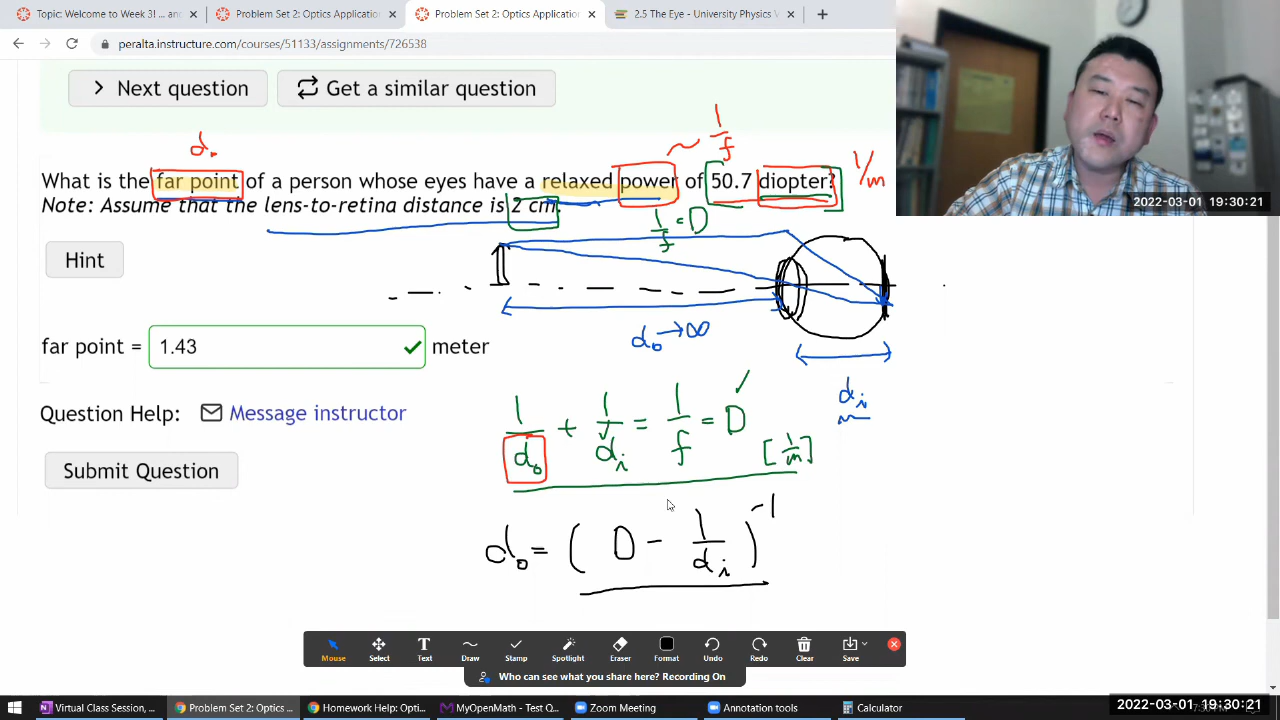 Topic: Welcome to Week 3! ...
Problem Set 2: Optics Application
Problem Set 2: Optics Application
2.5 The Eye - University Physics V
peralta.instructure.com/courses/51133/assignments/726538
Next question
Get a similar question
d₀
~ 1/f
What is the far point of a person whose eyes have a relaxed power of 50.7 diopter?
1/m
Note: Assume that the lens-to-retina distance is 2 cm.
1/f = D
2022-03-01 19:30:21
Hint
d₀ → ∞
far point = 1.43 meter
dᵢ
Question Help: Message instructor
1/d₀ + 1/dᵢ = 1/f = D ✓
[1/m]
Submit Question
d₀ = ( D - 1/dᵢ )⁻¹
Mouse Select Text Draw Stamp Spotlight Eraser Format Undo Redo Clear Save
Who can see what you share here? Recording On
Virtual Class Session, ...
Problem Set 2: Optics ...
Homework Help: Opti...
MyOpenMath - Test Q...
Zoom Meeting
Annotation tools
Calculator
2022-03-01 19:30:21